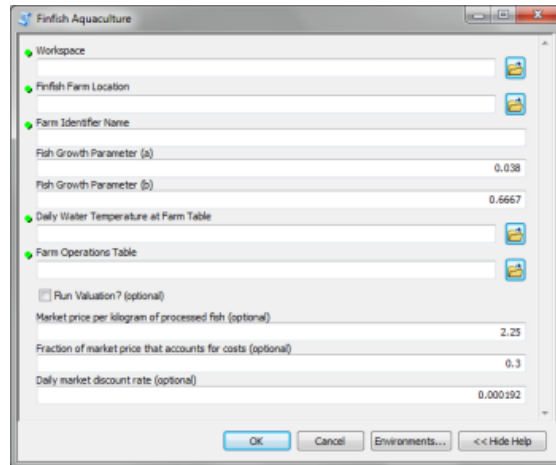 Finfish Aquaculture
Workspace
Finfish Farm Location
Farm Identifier Name
Fish Growth Parameter (a)
0.038
Fish Growth Parameter (b)
0.6667
Daily Water Temperature at Farm Table
Farm Operations Table
Run Valuation? (optional)
Market price per kilogram of processed fish (optional)
2.25
Fraction of market price that accounts for costs (optional)
0.3
Daily market discount rate (optional)
0.000192
OK Cancel Environments... << Hide Help